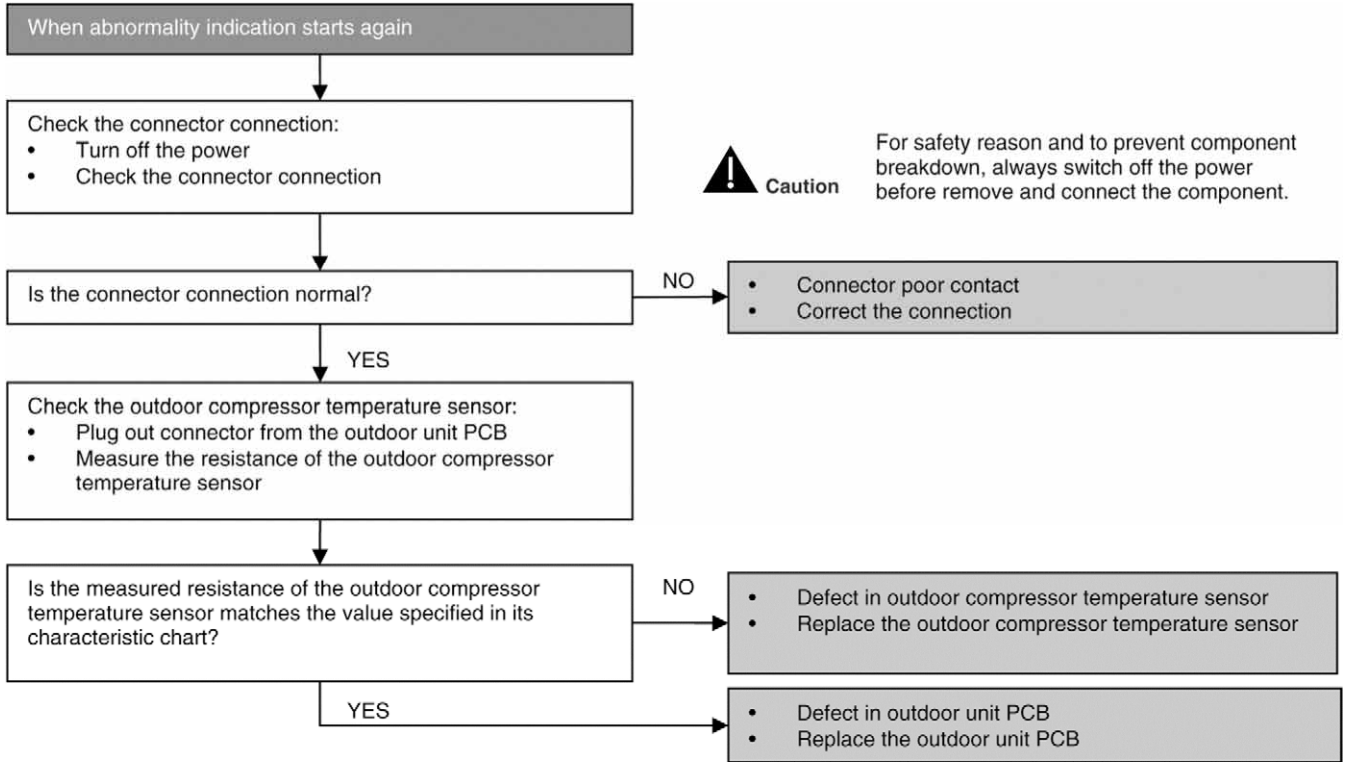 When abnormality indication starts again
Check the connector connection:
• Turn off the power
• Check the connector connection
Caution
For safety reason and to prevent component
breakdown, always switch off the power
before remove and connect the component.
Is the connector connection normal?
NO
• Connector poor contact
• Correct the connection
YES
Check the outdoor compressor temperature sensor:
• Plug out connector from the outdoor unit PCB
• Measure the resistance of the outdoor compressor
temperature sensor
Is the measured resistance of the outdoor compressor
temperature sensor matches the value specified in its
characteristic chart?
NO
• Defect in outdoor compressor temperature sensor
• Replace the outdoor compressor temperature sensor
YES
• Defect in outdoor unit PCB
• Replace the outdoor unit PCB